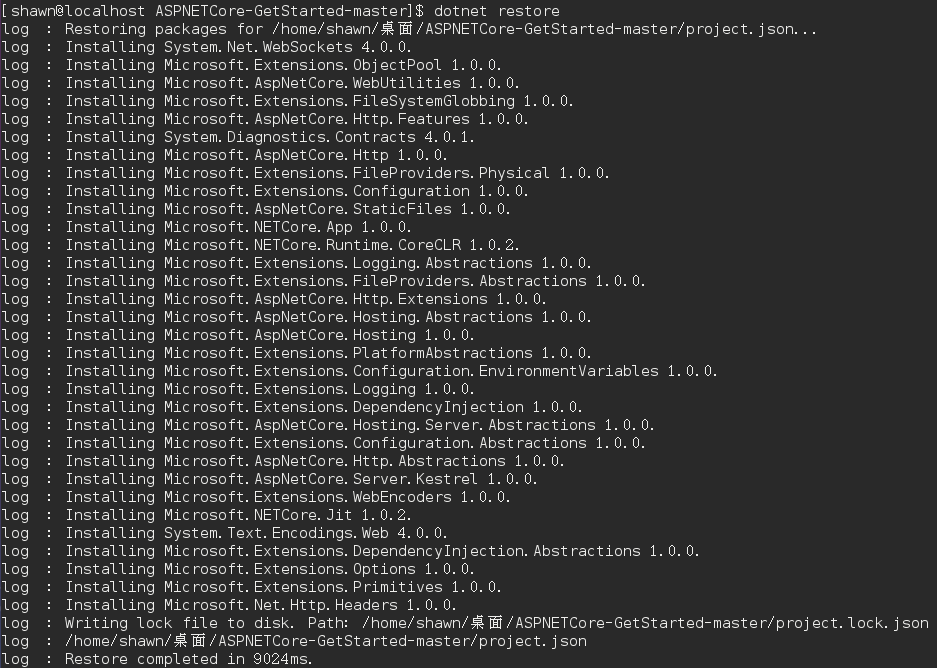 [shawn@localhost ASPNETCore-GetStarted-master]$ dotnet restore
log  : Restoring packages for /home/shawn/桌面/ASPNETCore-GetStarted-master/project.json...
log  : Installing System.Net.WebSockets 4.0.0.
log  : Installing Microsoft.Extensions.ObjectPool 1.0.0.
log  : Installing Microsoft.AspNetCore.WebUtilities 1.0.0.
log  : Installing Microsoft.Extensions.FileSystemGlobbing 1.0.0.
log  : Installing Microsoft.AspNetCore.Http.Features 1.0.0.
log  : Installing System.Diagnostics.Contracts 4.0.1.
log  : Installing Microsoft.AspNetCore.Http 1.0.0.
log  : Installing Microsoft.Extensions.FileProviders.Physical 1.0.0.
log  : Installing Microsoft.Extensions.Configuration 1.0.0.
log  : Installing Microsoft.AspNetCore.StaticFiles 1.0.0.
log  : Installing Microsoft.NETCore.App 1.0.0.
log  : Installing Microsoft.NETCore.Runtime.CoreCLR 1.0.2.
log  : Installing Microsoft.Extensions.Logging.Abstractions 1.0.0.
log  : Installing Microsoft.Extensions.FileProviders.Abstractions 1.0.0.
log  : Installing Microsoft.AspNetCore.Http.Extensions 1.0.0.
log  : Installing Microsoft.AspNetCore.Hosting.Abstractions 1.0.0.
log  : Installing Microsoft.AspNetCore.Hosting 1.0.0.
log  : Installing Microsoft.Extensions.PlatformAbstractions 1.0.0.
log  : Installing Microsoft.Extensions.Configuration.EnvironmentVariables 1.0.0.
log  : Installing Microsoft.Extensions.Logging 1.0.0.
log  : Installing Microsoft.Extensions.DependencyInjection 1.0.0.
log  : Installing Microsoft.AspNetCore.Hosting.Server.Abstractions 1.0.0.
log  : Installing Microsoft.Extensions.Configuration.Abstractions 1.0.0.
log  : Installing Microsoft.AspNetCore.Http.Abstractions 1.0.0.
log  : Installing Microsoft.AspNetCore.Server.Kestrel 1.0.0.
log  : Installing Microsoft.Extensions.WebEncoders 1.0.0.
log  : Installing Microsoft.NETCore.Jit 1.0.2.
log  : Installing System.Text.Encodings.Web 4.0.0.
log  : Installing Microsoft.Extensions.DependencyInjection.Abstractions 1.0.0.
log  : Installing Microsoft.Extensions.Options 1.0.0.
log  : Installing Microsoft.Extensions.Primitives 1.0.0.
log  : Installing Microsoft.Net.Http.Headers 1.0.0.
log  : Writing lock file to disk. Path: /home/shawn/桌面/ASPNETCore-GetStarted-master/project.lock.json
log  : /home/shawn/桌面/ASPNETCore-GetStarted-master/project.json
log  : Restore completed in 9024ms.